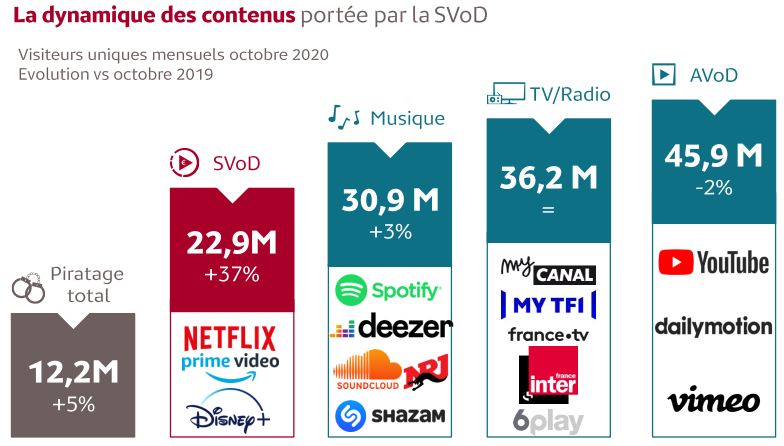 La dynamique des contenus portée par la SVoD
Visiteurs uniques mensuels octobre 2020
Evolution vs octobre 2019
Piratage
total
12,2M
+5%
SVoD
€
22,9M
+37%
NETFLIX
prime video
Disney+
Musique
30,9 M
+3%
Spotify
deezer
SOUNDCLOUD
NRJ
SHAZAM
TV/Radio
36,2 M
=
my CANAL
MYTF1
france•tv
france
inter
6play
AVoD
45,9 M
-2%
YouTube
dailymotion
vimeo